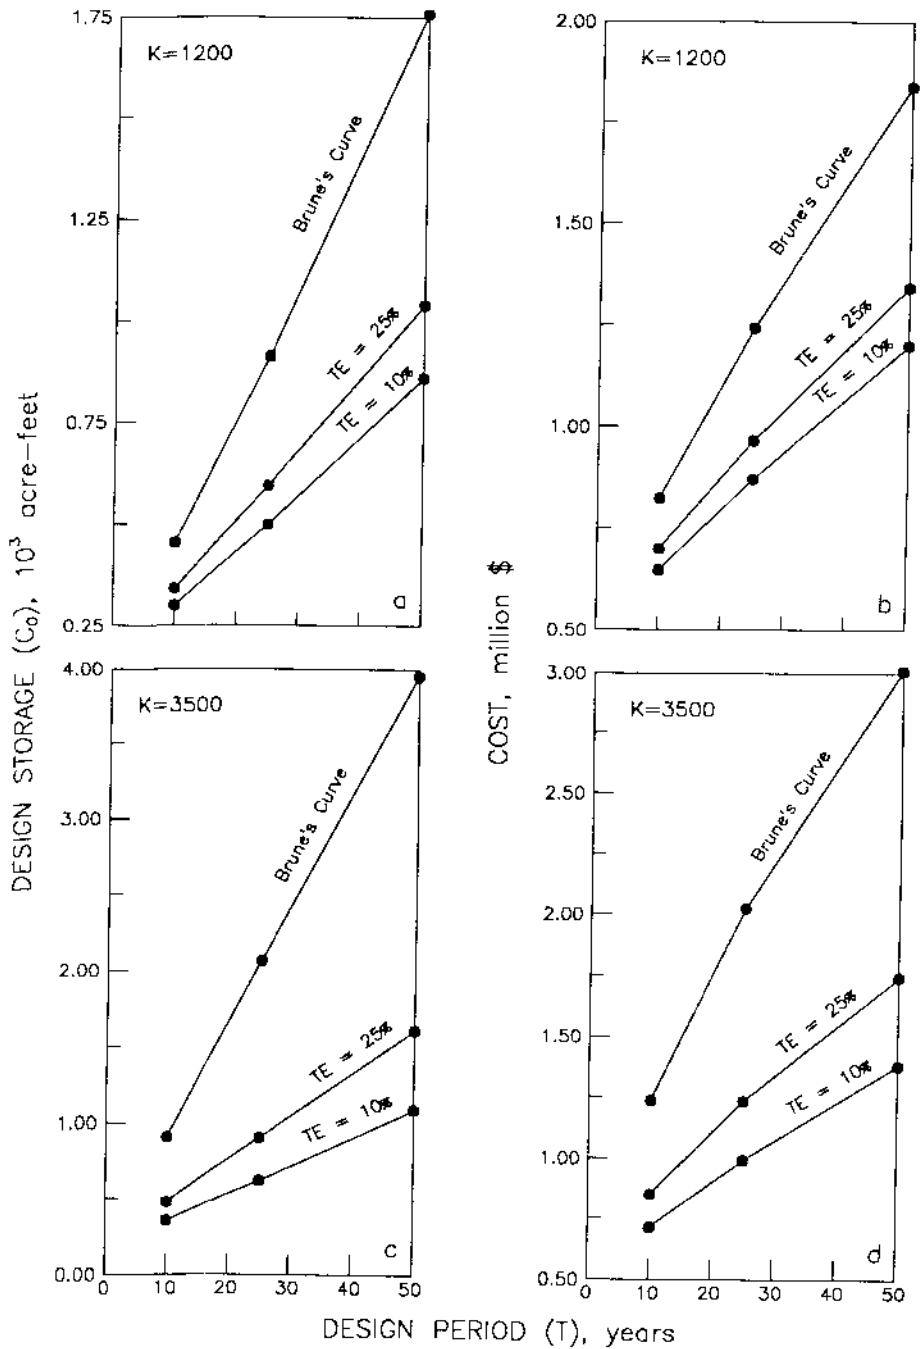 DESIGN STORAGE (C₀), 10³ acre-feet
1.75
K=1200
Brune's Curve
1.25
TE = 25%
TE = 10%
0.75
a
0.25
COST, million $
2.00
K=1200
Brune's Curve
1.50
TE = 25%
TE = 10%
1.00
b
0.50
4.00
K=3500
Brune's Curve
3.00
2.00
TE = 25%
TE = 10%
1.00
c
0.00
0 10 20 30 40 50
3.00
K=3500
Brune's Curve
2.50
2.00
TE = 25%
1.50
TE = 10%
1.00
d
0.50
0 10 20 30 40 50
DESIGN PERIOD (T), years